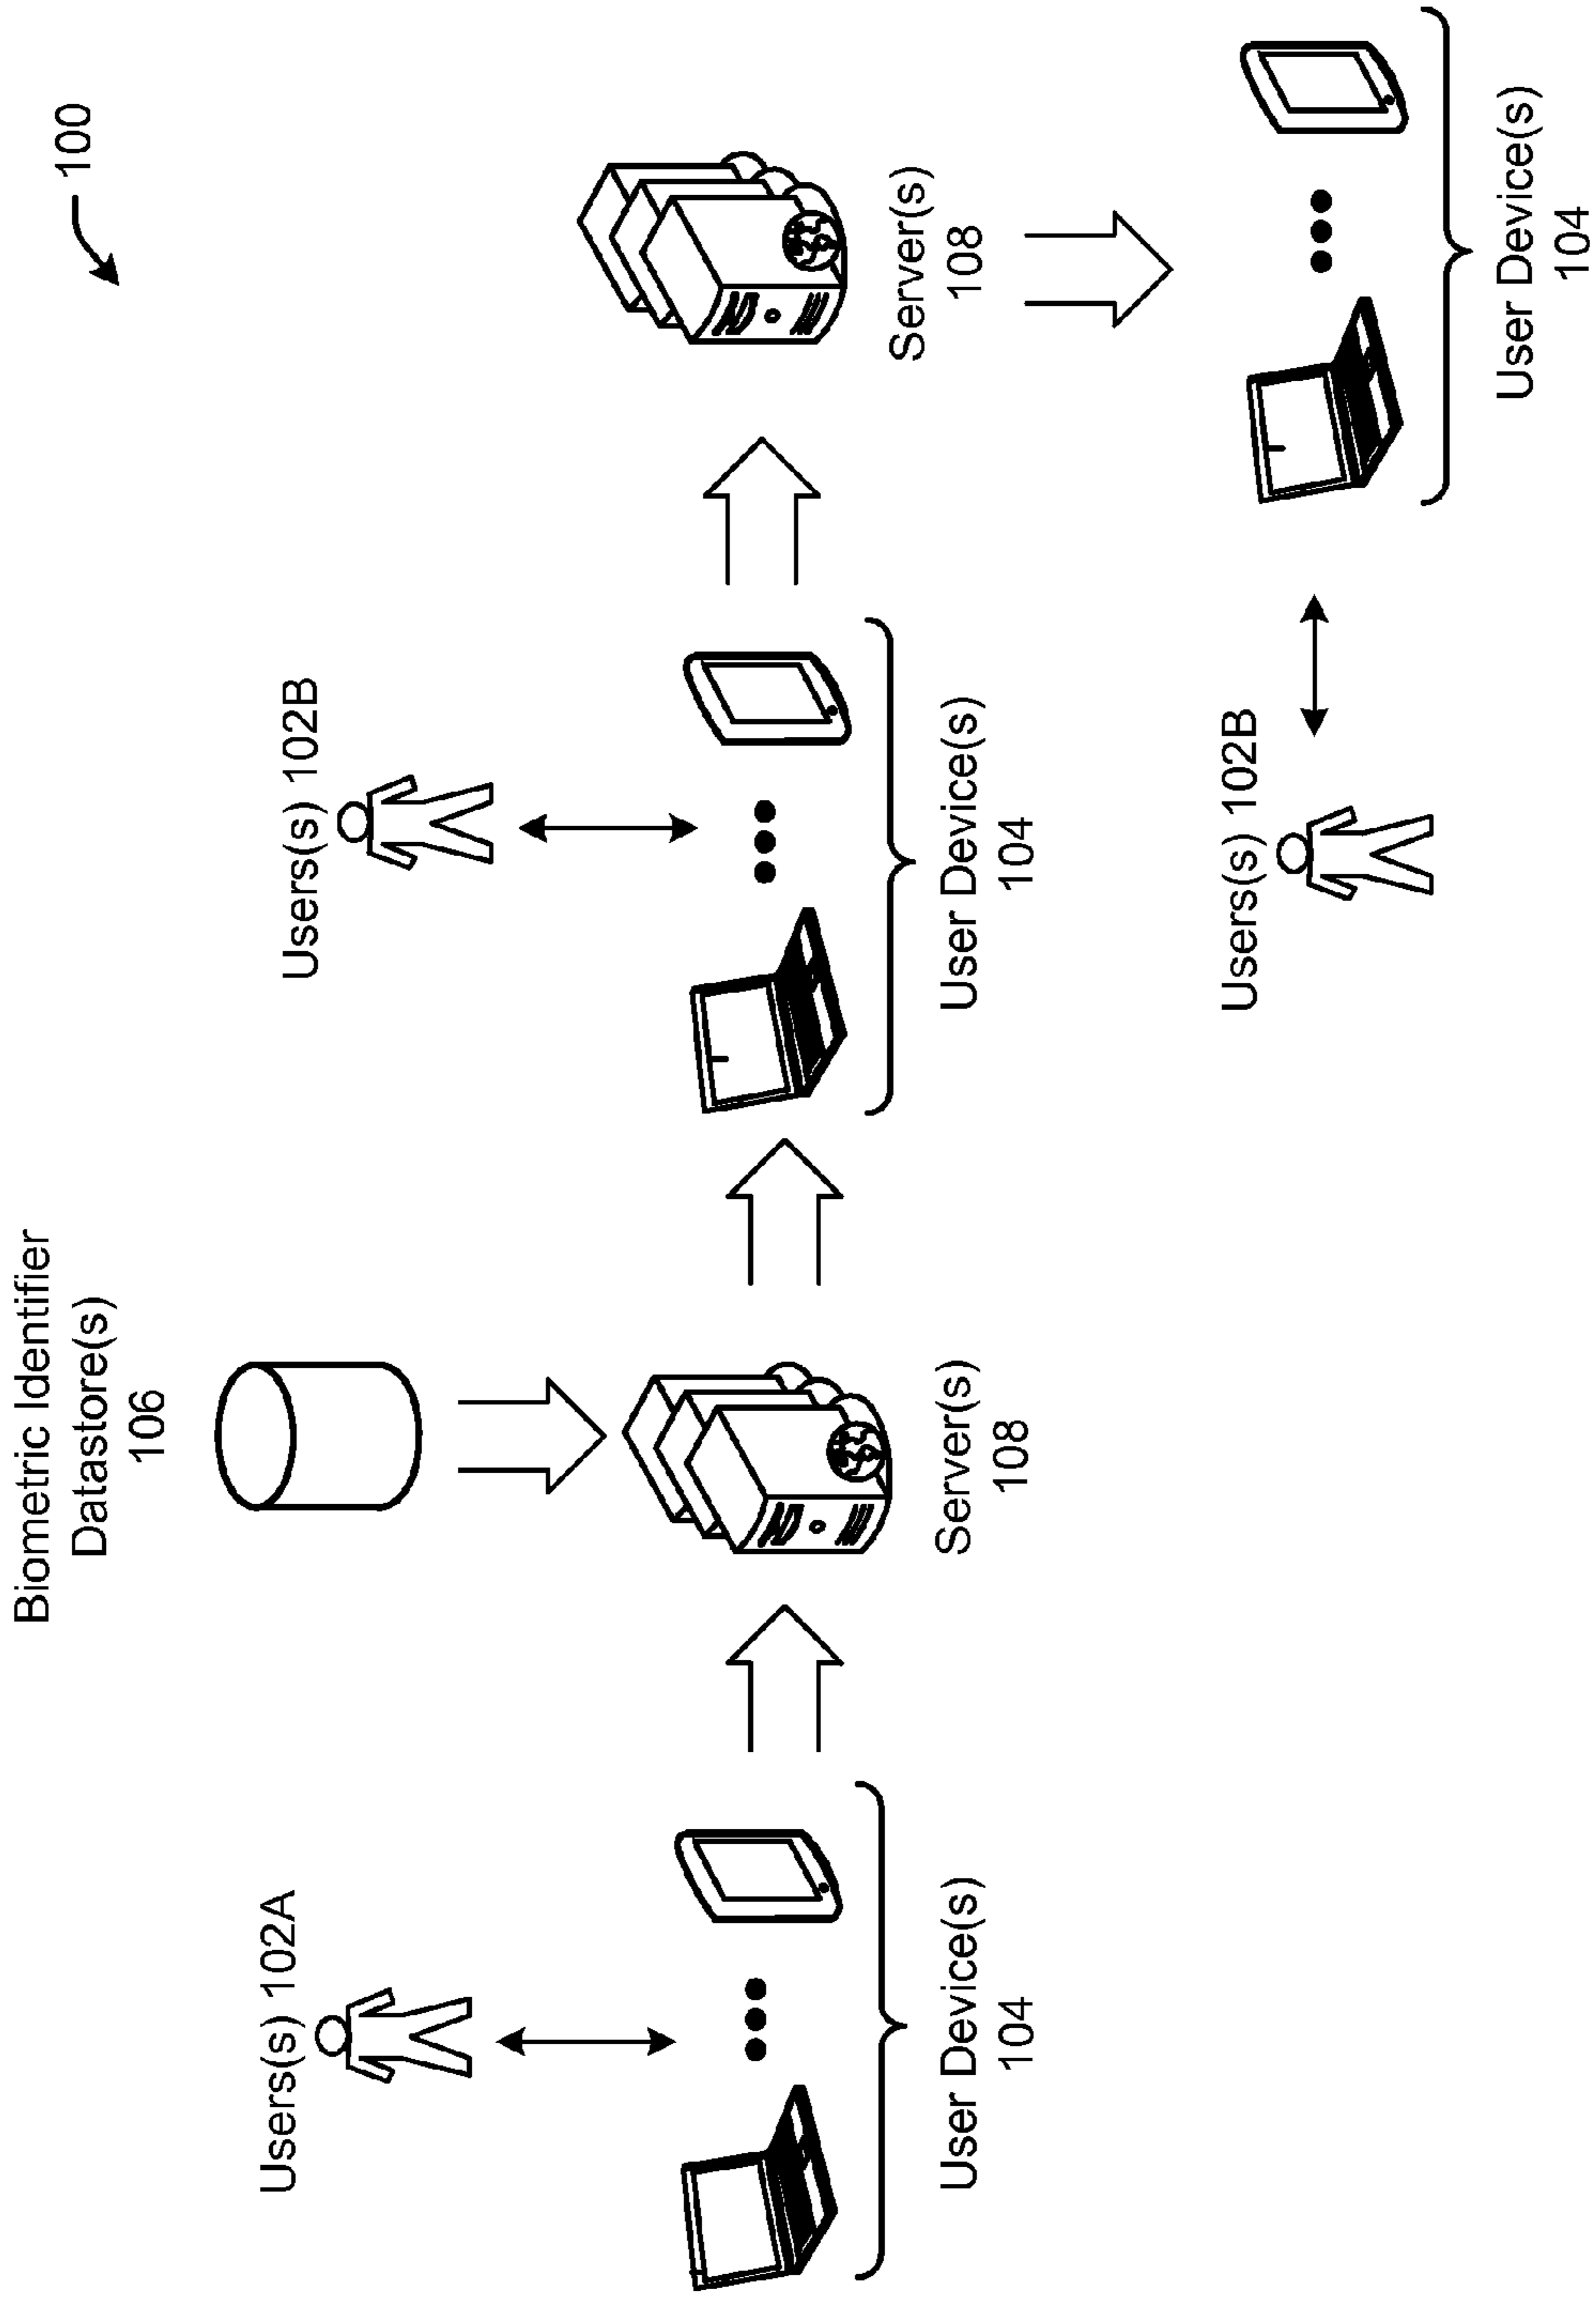 100
Biometric Identifier
Datastore(s)
106
Users(s) 102A
Users(s) 102B
User Device(s)
104
Server(s)
108
User Device(s)
104
Server(s)
108
Users(s) 102B
User Device(s)
104